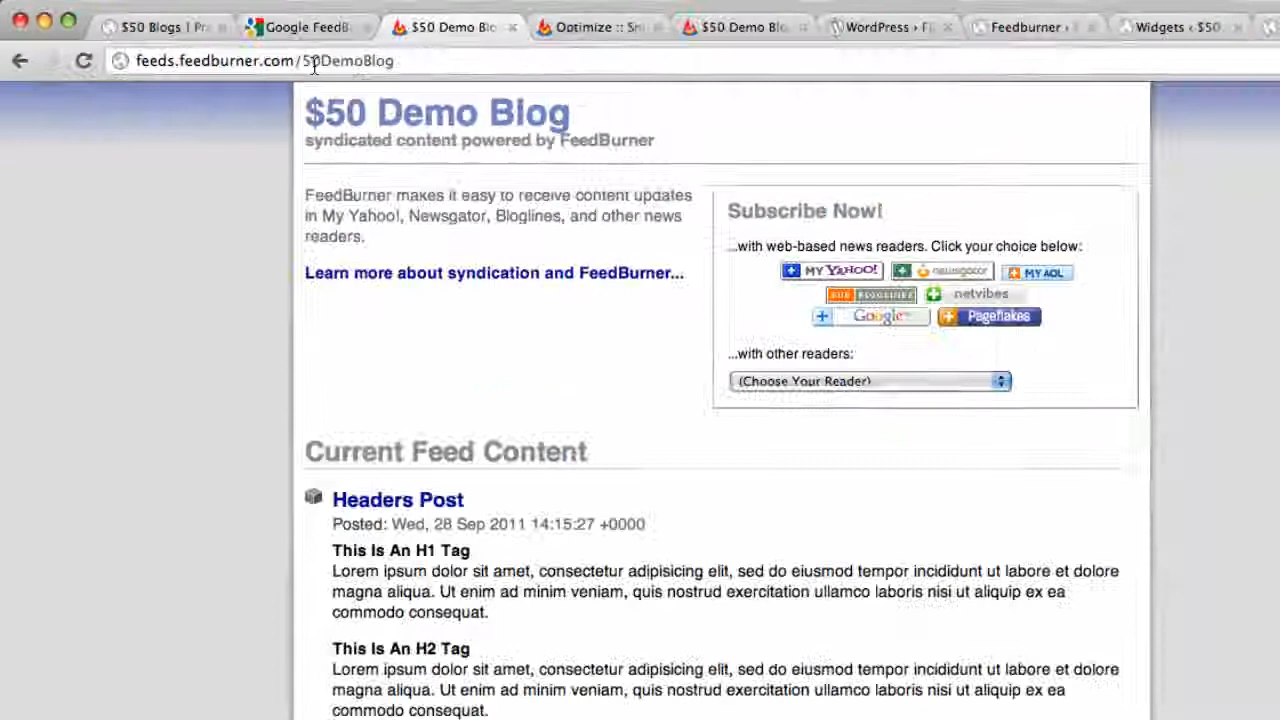 $50 Blogs | Pr
Google FeedB
$50 Demo Blo
Optimize :: Sm
$50 Demo Blo
WordPress › F
Feedburner ›
Widgets ‹ $50
feeds.feedburner.com/50DemoBlog
$50 Demo Blog
syndicated content powered by FeedBurner
FeedBurner makes it easy to receive content updates
in My Yahoo!, Newsgator, Bloglines, and other news
readers.
Learn more about syndication and FeedBurner...
Subscribe Now!
...with web-based news readers. Click your choice below:
MY YAHOO! newsgator MY AOL
SUB BLOGLINES netvibes
Google Pageflakes
...with other readers:
(Choose Your Reader)
Current Feed Content
Headers Post
Posted: Wed, 28 Sep 2011 14:15:27 +0000
This Is An H1 Tag
Lorem ipsum dolor sit amet, consectetur adipisicing elit, sed do eiusmod tempor incididunt ut labore et dolore
magna aliqua. Ut enim ad minim veniam, quis nostrud exercitation ullamco laboris nisi ut aliquip ex ea
commodo consequat.
This Is An H2 Tag
Lorem ipsum dolor sit amet, consectetur adipisicing elit, sed do eiusmod tempor incididunt ut labore et dolore
magna aliqua. Ut enim ad minim veniam, quis nostrud exercitation ullamco laboris nisi ut aliquip ex ea
commodo consequat.